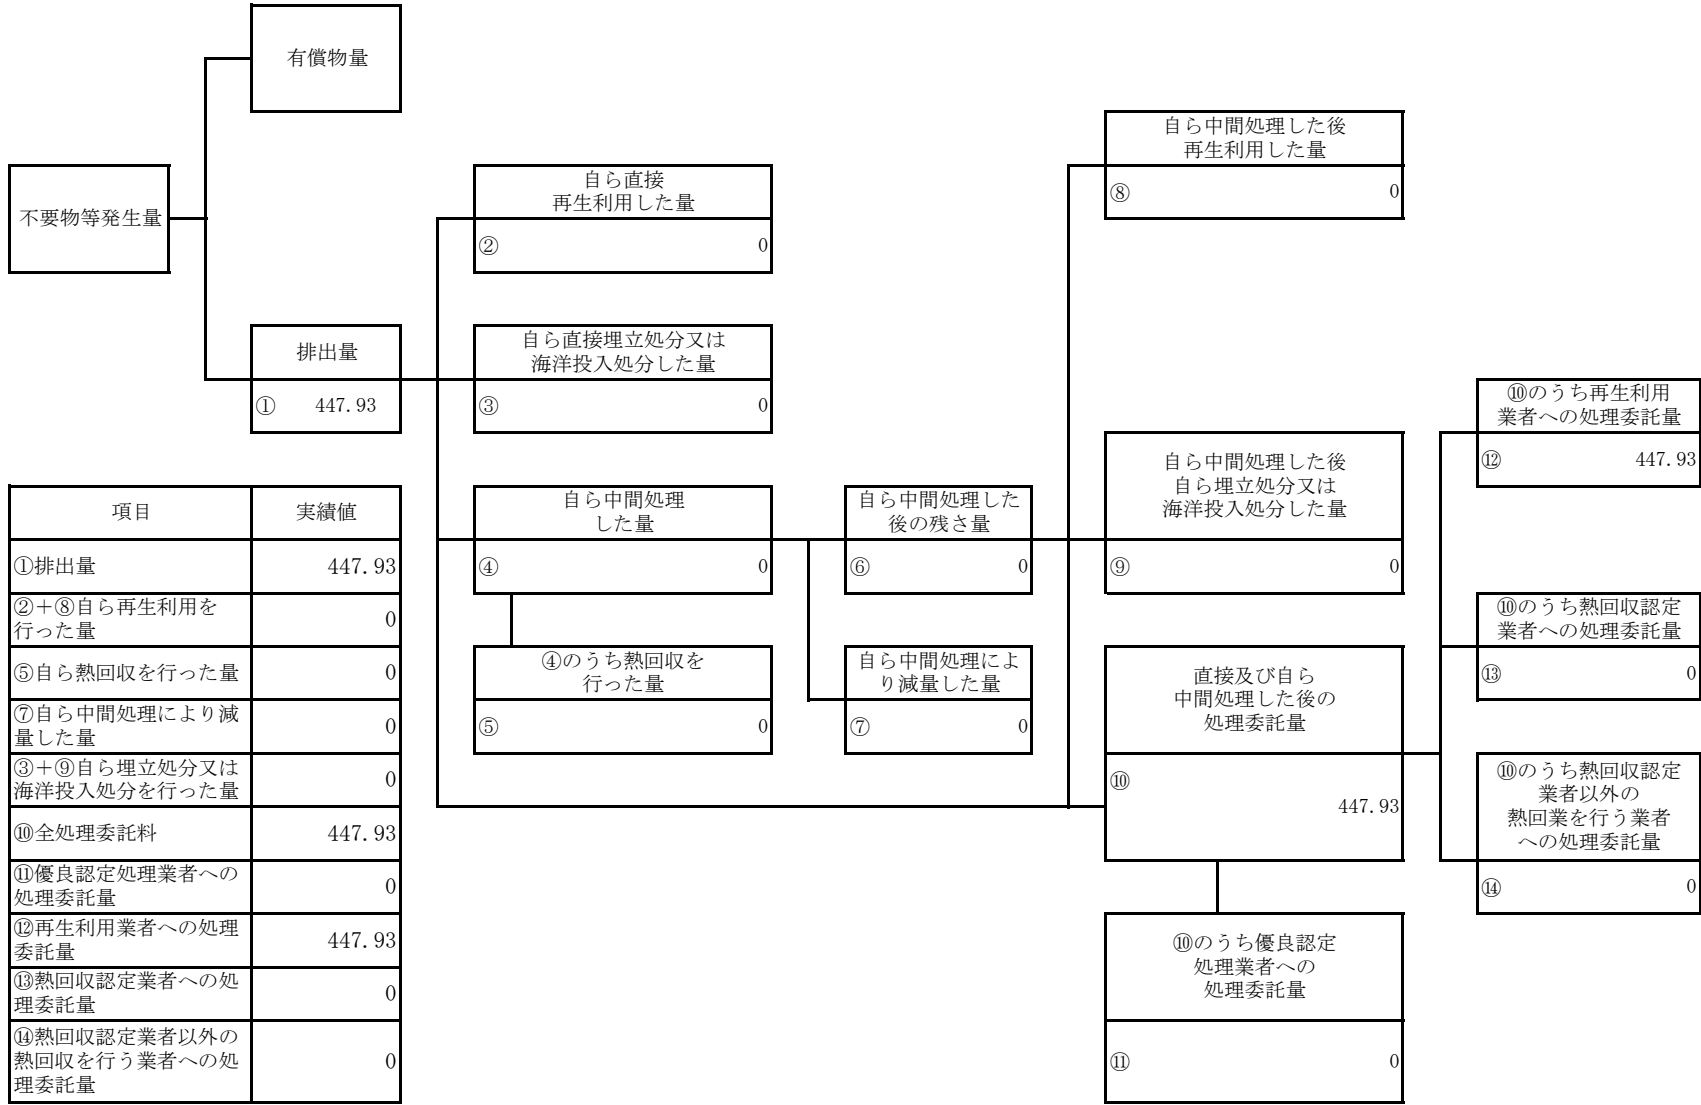 有償物量
不要物等発生量
排出量
① 447.93
自ら直接
再生利用した量
② 0
自ら直接埋立処分又は
海洋投入処分した量
③ 0
自ら中間処理
した量
④ 0
④のうち熱回収を
行った量
⑤ 0
自ら中間処理した
後の残さ量
⑥ 0
自ら中間処理によ
り減量した量
⑦ 0
自ら中間処理した後
再生利用した量
⑧ 0
自ら中間処理した後
自ら埋立処分又は
海洋投入処分した量
⑨ 0
直接及び自ら
中間処理した後の
処理委託量
⑩
447.93
⑩のうち優良認定
処理業者への
処理委託量
⑪ 0
⑩のうち再生利用
業者への処理委託量
⑫ 447.93
⑩のうち熱回収認定
業者への処理委託量
⑬ 0
⑩のうち熱回収認定
業者以外の
熱回業を行う業者
への処理委託量
⑭ 0
項目 実績値
①排出量 447.93
②＋⑧自ら再生利用を
行った量 0
⑤自ら熱回収を行った量 0
⑦自ら中間処理により減
量した量 0
③＋⑨自ら埋立処分又は
海洋投入処分を行った量 0
⑩全処理委託料 447.93
⑪優良認定処理業者への
処理委託量 0
⑫再生利用業者への処理
委託量 447.93
⑬熱回収認定業者への処
理委託量 0
⑭熱回収認定業者以外の
熱回収を行う業者への処
理委託量 0